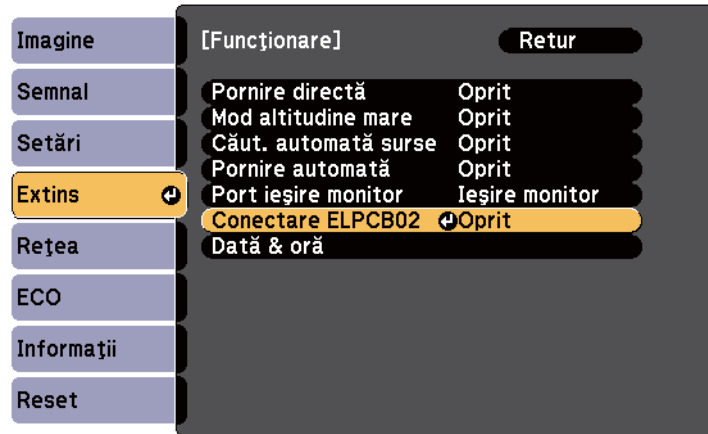 Imagine
Semnal
Setări
Extins
Reţea
ECO
Informaţii
Reset
[Funcţionare] Retur
Pornire directă Oprit
Mod altitudine mare Oprit
Căut. automată surse Oprit
Pornire automată Oprit
Port ieşire monitor Ieşire monitor
Conectare ELPCB02 Oprit
Dată & oră